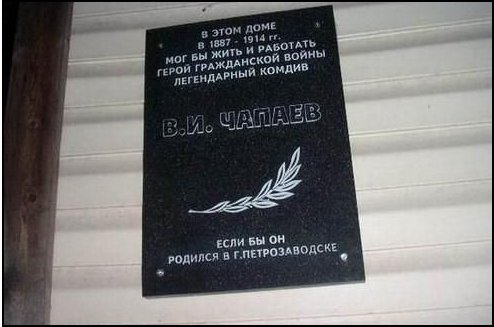 В ЭТОМ ДОМЕ
В 1887 - 1914 гг.
МОГ БЫ ЖИТЬ И РАБОТАТЬ
ГЕРОЙ ГРАЖДАНСКОЙ ВОЙНЫ
ЛЕГЕНДАРНЫЙ КОМДИВ
В.И. ЧАПАЕВ
ЕСЛИ БЫ ОН
РОДИЛСЯ В Г.ПЕТРОЗАВОДСКЕ